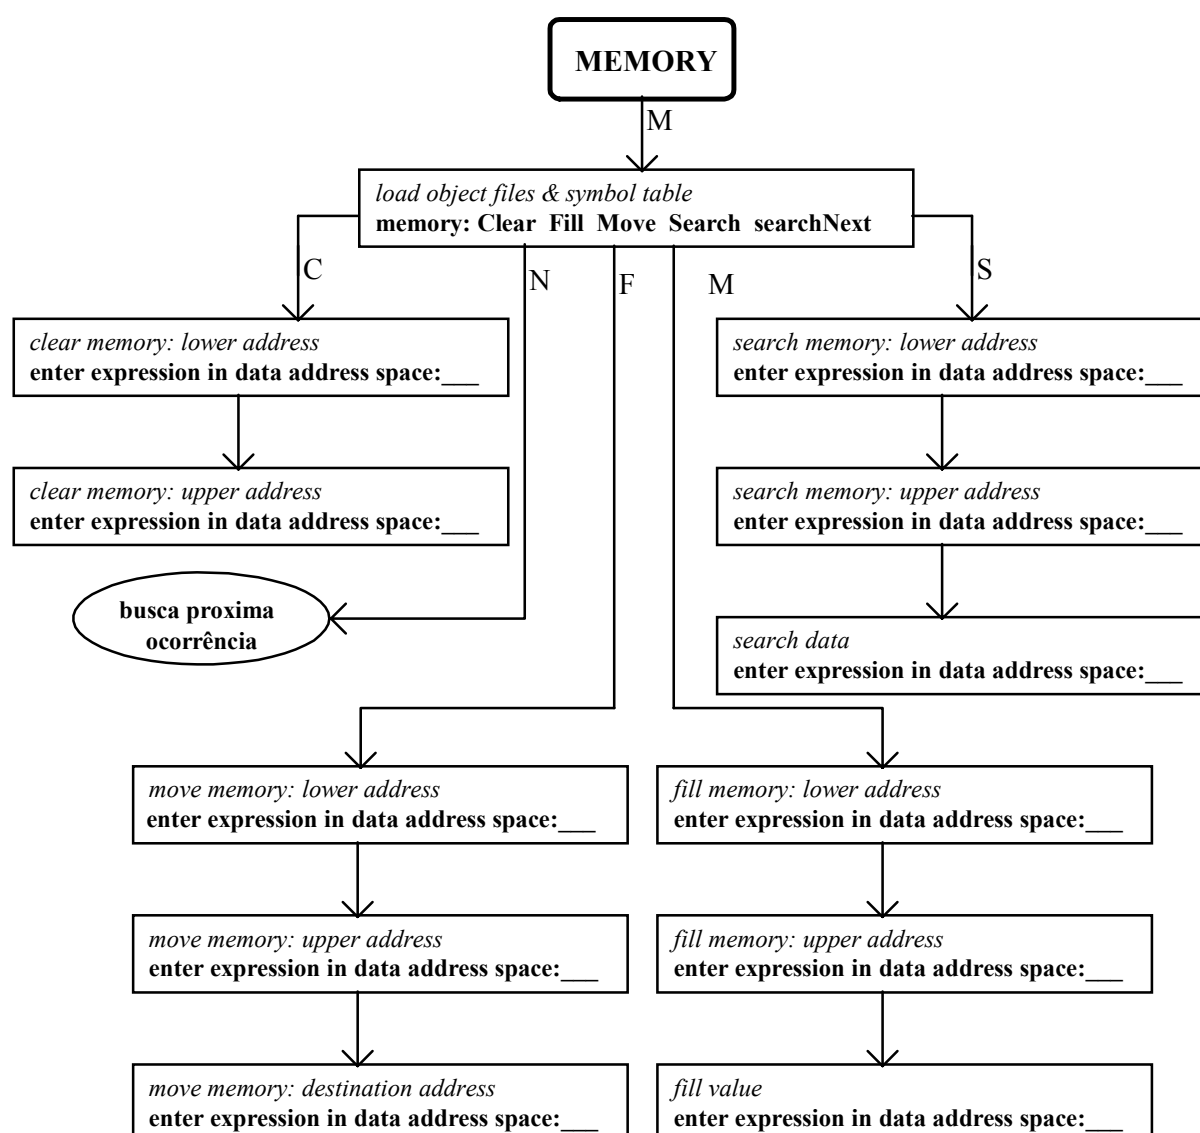 MEMORY
M
load object files & symbol table
memory: Clear Fill Move Search searchNext
C
N
F
M
S
clear memory: lower address
enter expression in data address space:___
search memory: lower address
enter expression in data address space:___
clear memory: upper address
enter expression in data address space:___
search memory: upper address
enter expression in data address space:___
busca proxima
ocorrência
search data
enter expression in data address space:___
move memory: lower address
enter expression in data address space:___
fill memory: lower address
enter expression in data address space:___
move memory: upper address
enter expression in data address space:___
fill memory: upper address
enter expression in data address space:___
move memory: destination address
enter expression in data address space:___
fill value
enter expression in data address space:___